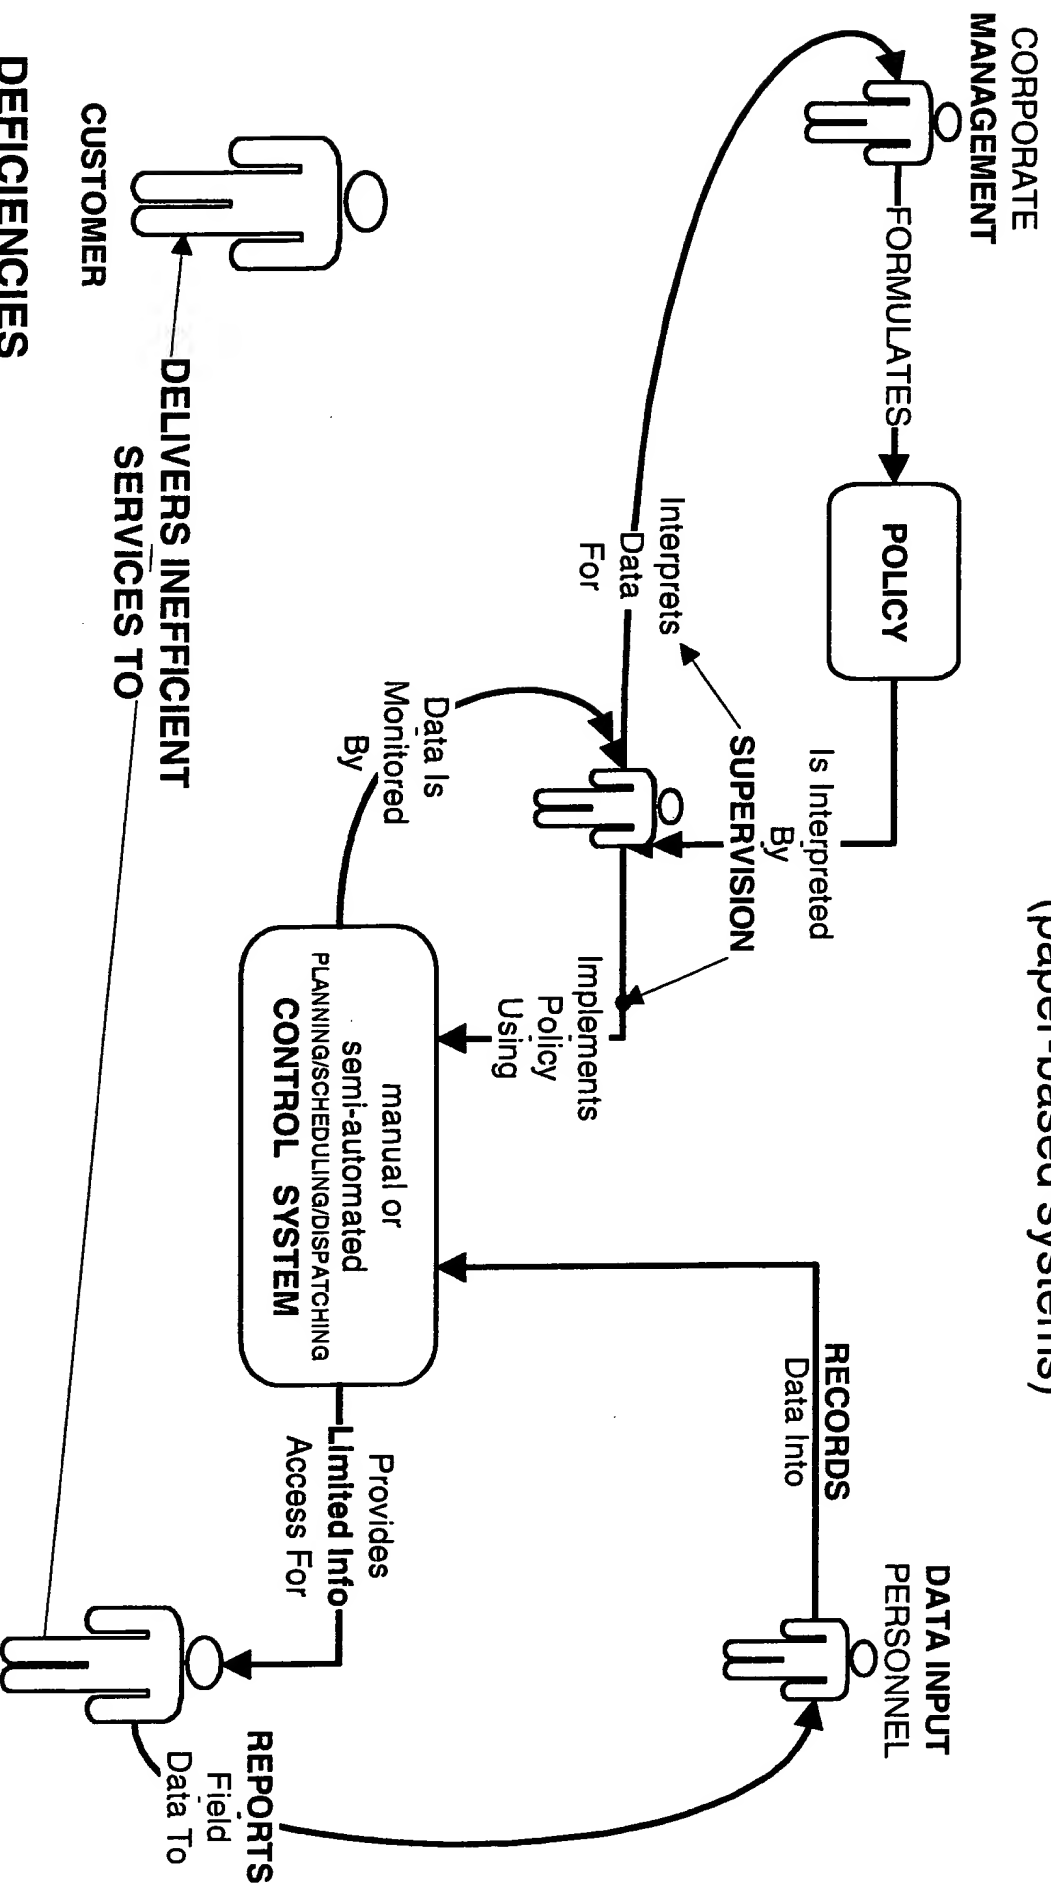 (paper-based systems)
CORPORATE
MANAGEMENT
FORMULATES
POLICY
Is Interpreted
By
SUPERVISION
Interprets
Data
For
Implements
Policy
Using
Data Is
Monitored
By
manual or
semi-automated
PLANNING/SCHEDULING/DISPATCHING
CONTROL SYSTEM
DATA INPUT
PERSONNEL
RECORDS
Data Into
Provides
Limited Info
Access For
REPORTS
Field
Data To
CUSTOMER
DELIVERS INEFFICIENT
SERVICES TO
DEFICIENCIES